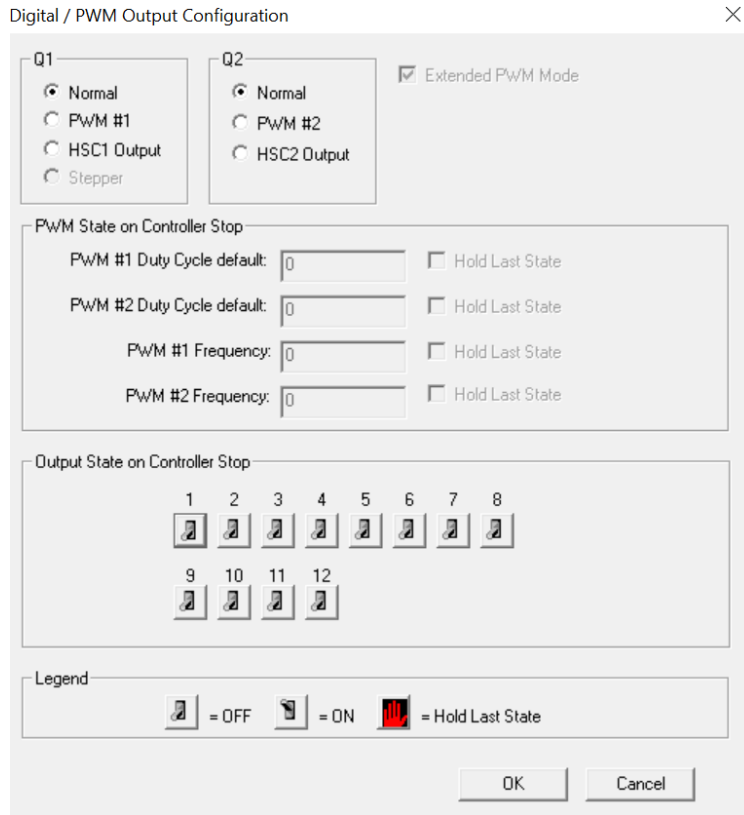 Digital / PWM Output Configuration
Q1
Normal
PWM #1
HSC1 Output
Stepper
Q2
Normal
PWM #2
HSC2 Output
Extended PWM Mode
PWM State on Controller Stop
PWM #1 Duty Cycle default: 0 Hold Last State
PWM #2 Duty Cycle default: 0 Hold Last State
PWM #1 Frequency: 0 Hold Last State
PWM #2 Frequency: 0 Hold Last State
Output State on Controller Stop
1 2 3 4 5 6 7 8
9 10 11 12
Legend
= OFF = ON = Hold Last State
OK Cancel